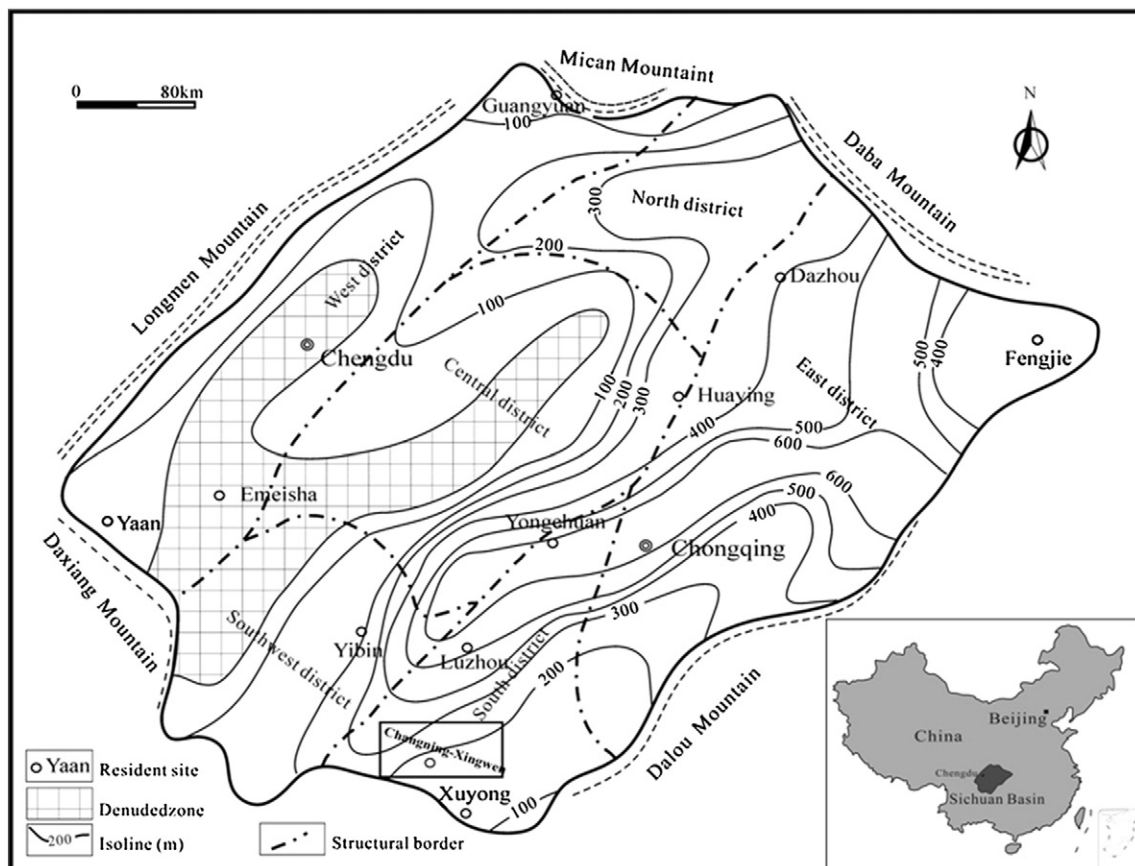 Mican Mountaint
0 80km
N
Guangyuan
100
Daba Mountain
300
North district
Longmen Mountain
200
West district
Dazhou
100
Chengdu
Fengjie
500
400
Central district
East district
100
200
300
Huaying
400
500
600
Emeisha
600
Yaan
500
Yongchuan
400
Chongqing
Daxiang Mountain
300
Southwest district
Yibin
Luzhou
South district
200
Dalou Mountain
Changning-Xingwen
Xuyong
100
Yaan Resident site
Denudedzone
200 Isoline (m)
Structural border
Beijing
China
Chengdu
Sichuan Basin